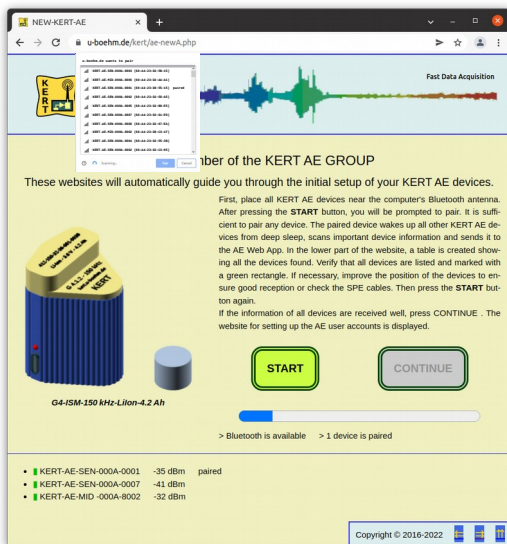 NEW-KERT-AE
u-boehm.de/kert/ae-newA.php
u-boehm.de wants to pair
paired
Scanning...
Cancel
KERT
Fast Data Acquisition
ber of the KERT AE GROUP
These websites will automatically guide you through the initial setup of your KERT AE devices.
First, place all KERT AE devices near the computer's Bluetooth antenna.
After pressing the START button, you will be prompted to pair. It is suffi-
cient to pair any device. The paired device wakes up all other KERT AE de-
vices from deep sleep, scans important device information and sends it to
the AE Web App. In the lower part of the website, a table is created show-
ing all the devices found. Verify that all devices are listed and marked with
a green rectangle. If necessary, improve the position of the devices to en-
sure good reception or check the SPE cables. Then press the START but-
ton again.
If the information of all devices are received well, press CONTINUE . The
website for setting up the AE user accounts is displayed.
KERT
START
CONTINUE
G4-ISM-150 kHz-LiIon-4.2 Ah
> Bluetooth is available > 1 device is paired
KERT-AE-SEN-000A-0001 -35 dBm paired
KERT-AE-SEN-000A-0007 -41 dBm
KERT-AE-MID -000A-8002 -32 dBm
Copyright © 2016-2022